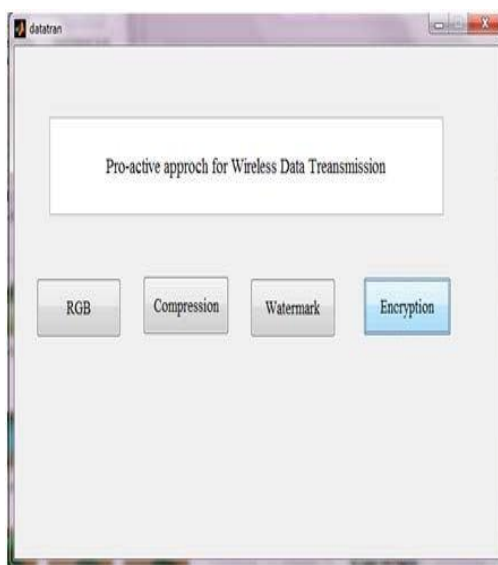 datatran
Pro-active approch for Wireless Data Treansmission
RGB
Compression
Watermark
Encryption